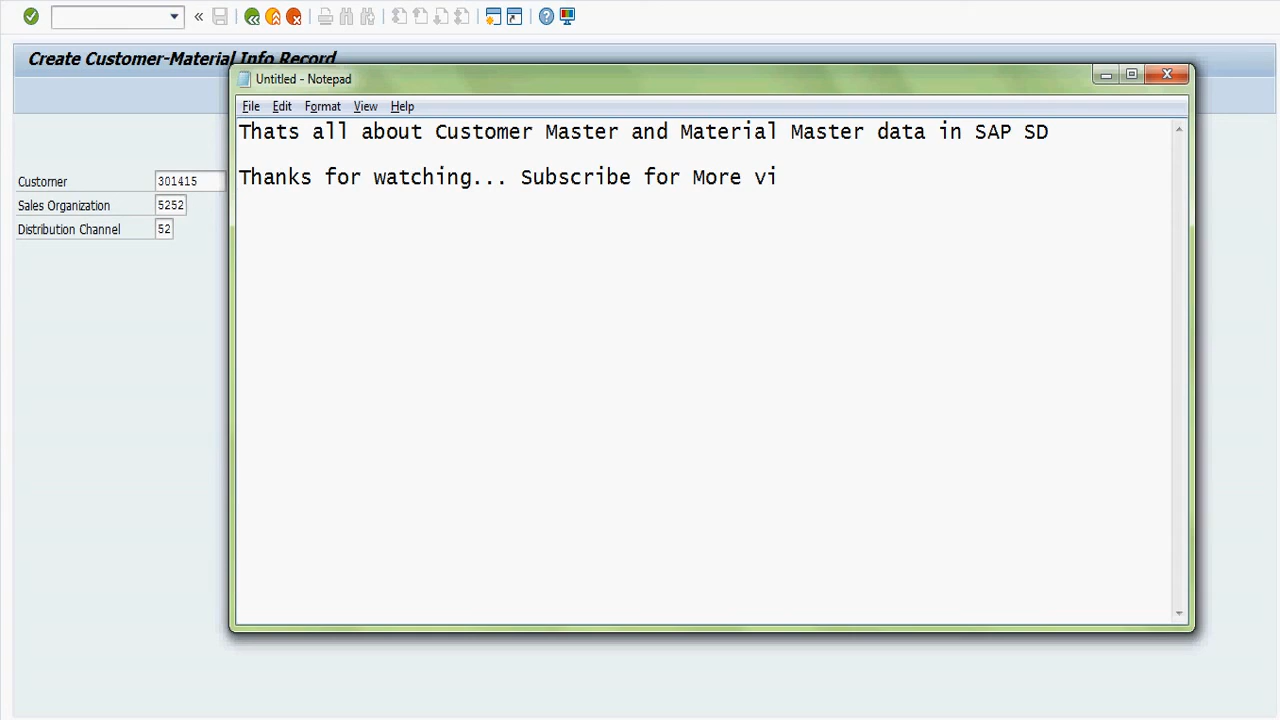 Create Customer-Material Info Record
Untitled - Notepad
File Edit Format View Help
Thats all about Customer Master and Material Master data in SAP SD
Thanks for watching... Subscribe for More vi
Customer 301415
Sales Organization 5252
Distribution Channel 52